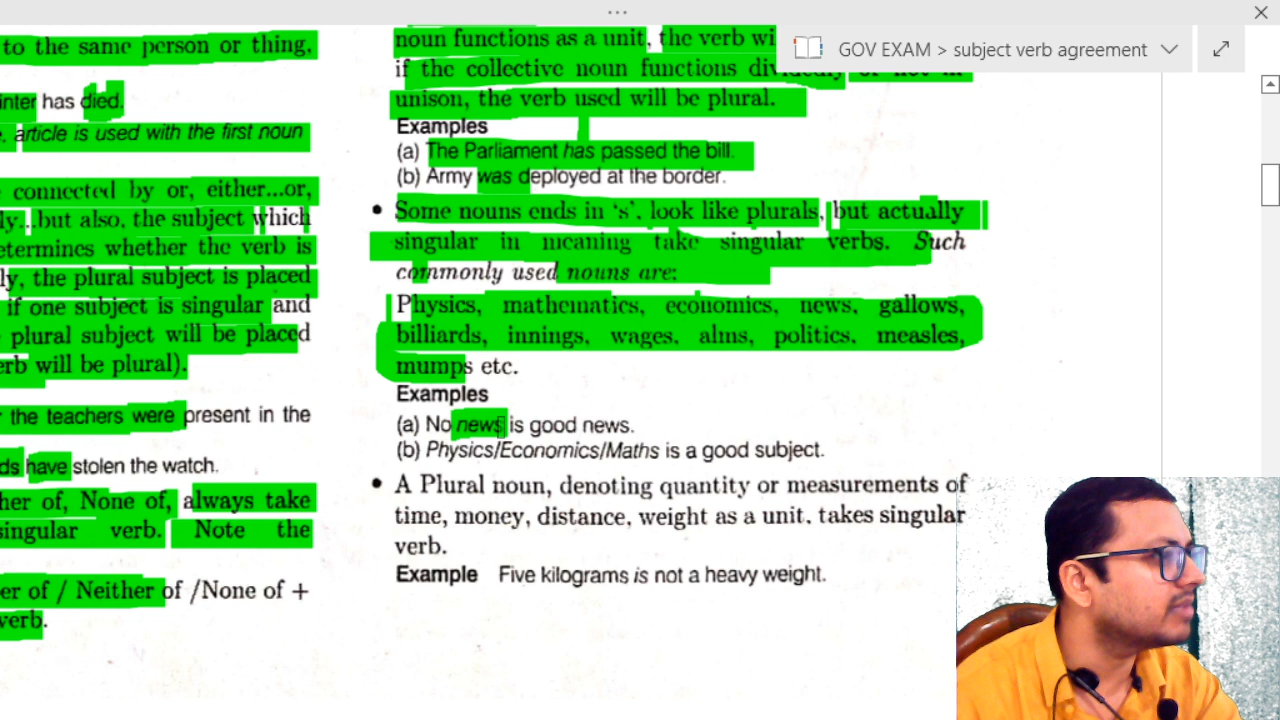 GOV EXAM > subject verb agreement
to the same person or thing,
inter has died.
, article is used with the first noun
connected by or, either...or,
ly...but also, the subject which
etermines whether the verb is
ly, the plural subject is placed
if one subject is singular and
plural subject will be placed
erb will be plural).
the teachers were present in the
ds have stolen the watch.
her of, None of, always take
singular verb. Note the
er of / Neither of /None of +
verb.
noun functions as a unit, the verb wi
if the collective noun functions dividedly or not in
unison, the verb used will be plural.
Examples
(a) The Parliament has passed the bill.
(b) Army was deployed at the border.
• Some nouns ends in 's', look like plurals, but actually
singular in meaning take singular verbs. Such
commonly used nouns are:
Physics, mathematics, economics, news, gallows,
billiards, innings, wages, alms, politics, measles,
mumps etc.
Examples
(a) No news is good news.
(b) Physics/Economics/Maths is a good subject.
• A Plural noun, denoting quantity or measurements of
time, money, distance, weight as a unit, takes singular
verb.
Example Five kilograms is not a heavy weight.